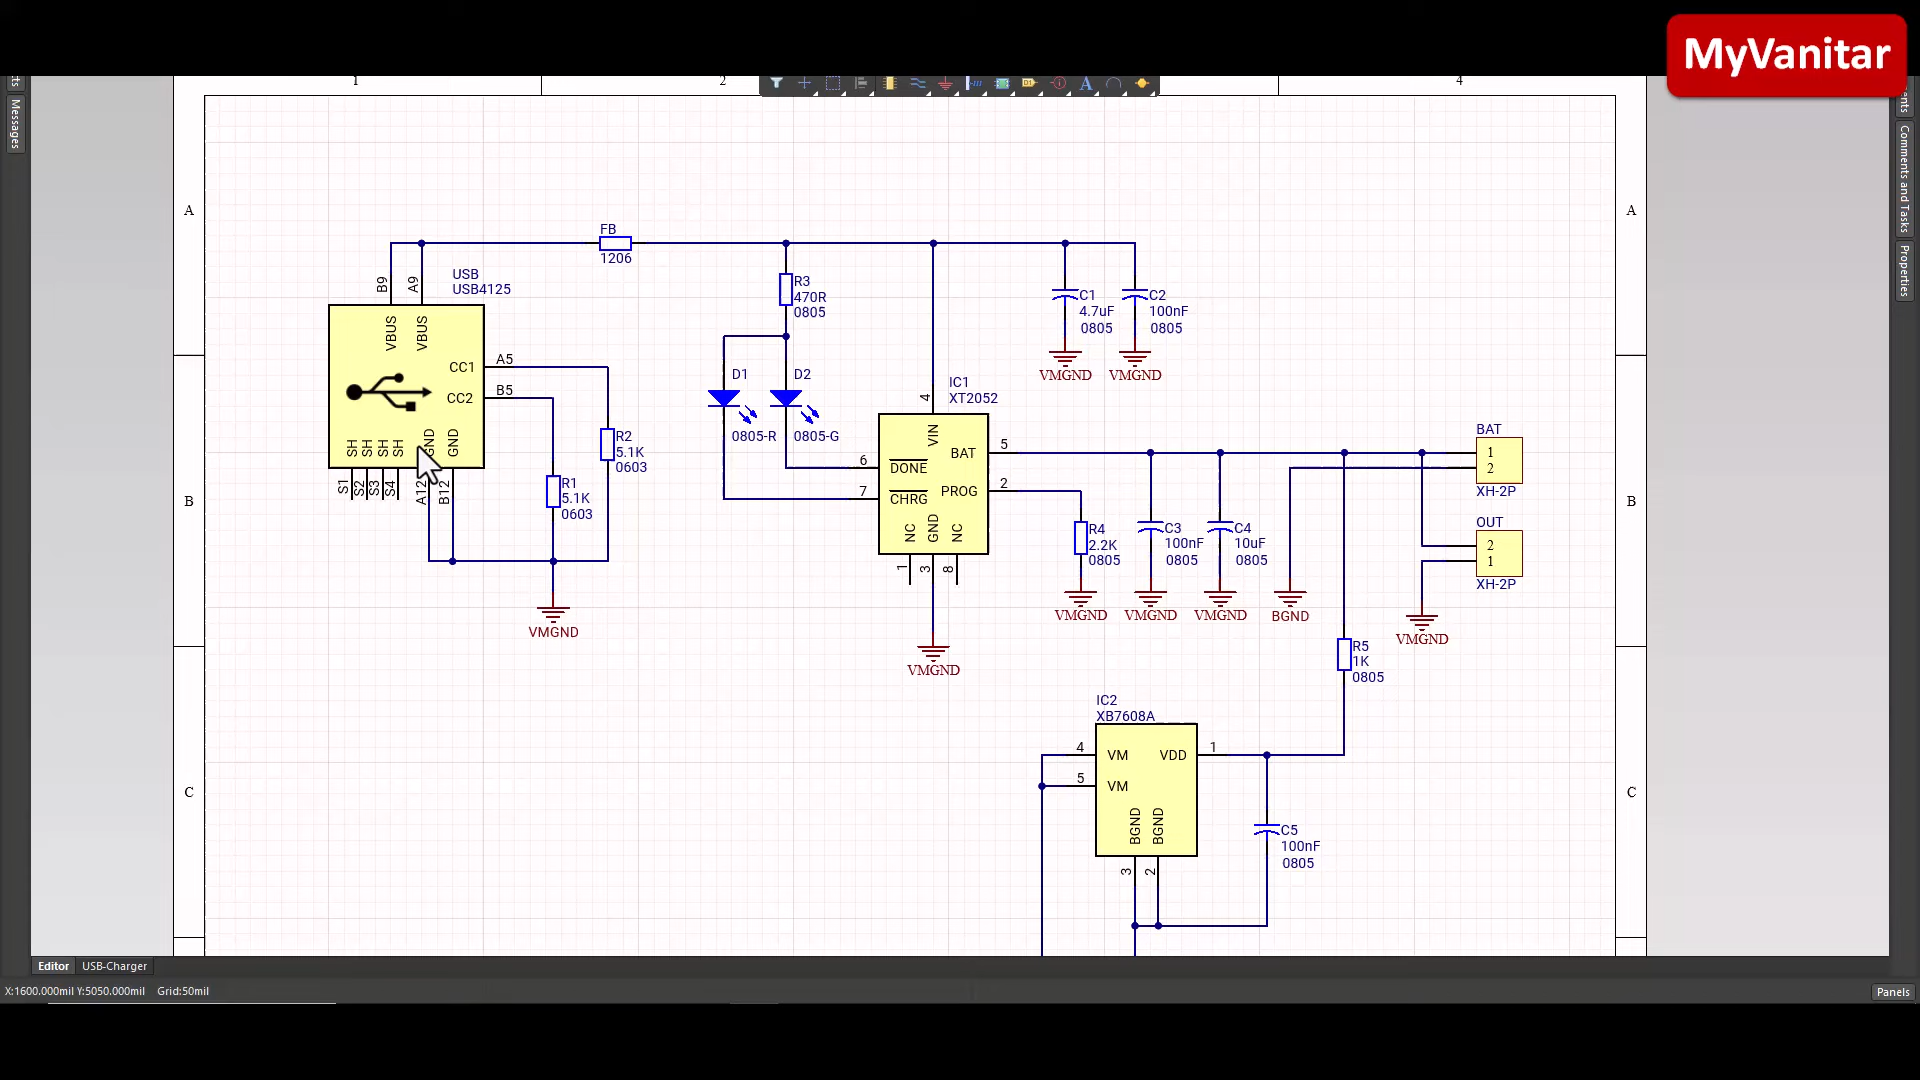 MyVanitar
Messages
Comments and Tasks
Properties
1
2
4
A
A
B
B
C
C
FB
1206
B9
A9
USB
USB4125
VBUS
VBUS
CC1
A5
CC2
B5
SH
SH
SH
SH
GND
GND
S1
S2
S3
S4
A12
B12
R2
5.1K
0603
R1
5.1K
0603
VMGND
R3
470R
0805
D1
D2
0805-R
0805-G
C1
4.7uF
0805
C2
100nF
0805
VMGND
VMGND
IC1
XT2052
4
VIN
BAT
5
6
DONE
PROG
2
7
CHRG
NC
GND
NC
1
3
8
VMGND
R4
2.2K
0805
C3
100nF
0805
C4
10uF
0805
VMGND
VMGND
VMGND
BGND
BAT
1
2
XH-2P
OUT
2
1
XH-2P
VMGND
R5
1K
0805
IC2
XB7608A
4
VM
VDD
1
5
VM
BGND
BGND
3
2
C5
100nF
0805
Editor
USB-Charger
X:1600.000mil Y:5050.000mil
Grid:50mil
Panels